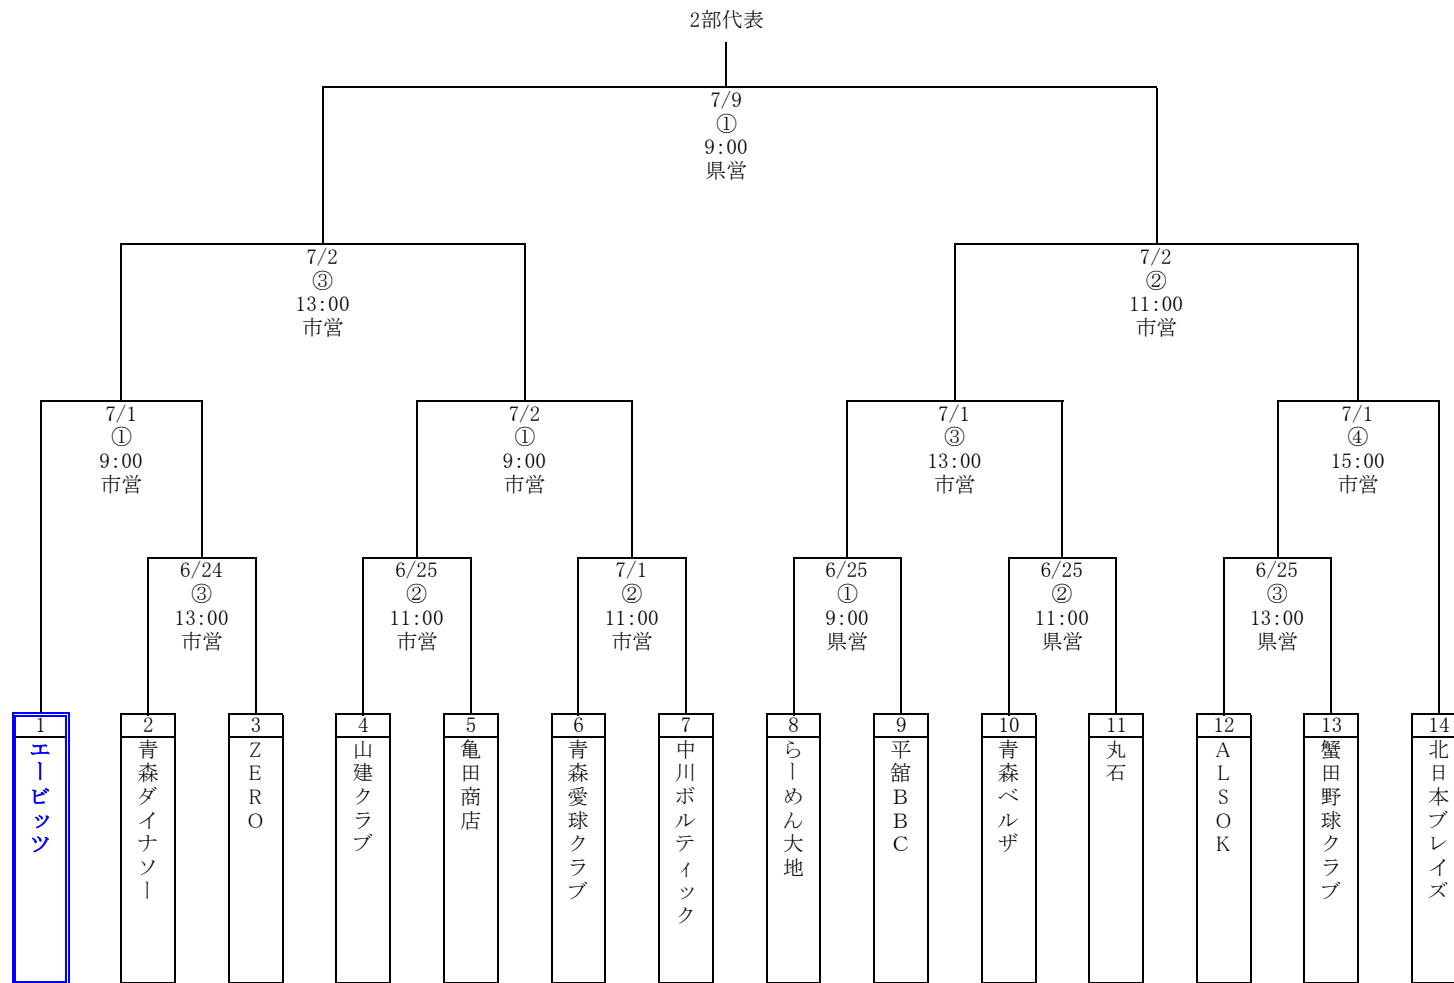 2部代表
7/9
①
9:00
県営
7/2
③
13:00
市営
7/2
②
11:00
市営
7/1
①
9:00
市営
7/2
①
9:00
市営
7/1
③
13:00
市営
7/1
④
15:00
市営
6/24
③
13:00
市営
6/25
②
11:00
市営
7/1
②
11:00
市営
6/25
①
9:00
県営
6/25
②
11:00
県営
6/25
③
13:00
県営
1
エービッツ
2
青森ダイナソー
3
ZERO
4
山建クラブ
5
亀田商店
6
青森愛球クラブ
7
中川ボルティック
8
らーめん大地
9
平舘BBC
10
青森ベルザ
11
丸石
12
ALSOK
13
蟹田野球クラブ
14
北日本ブレイズ